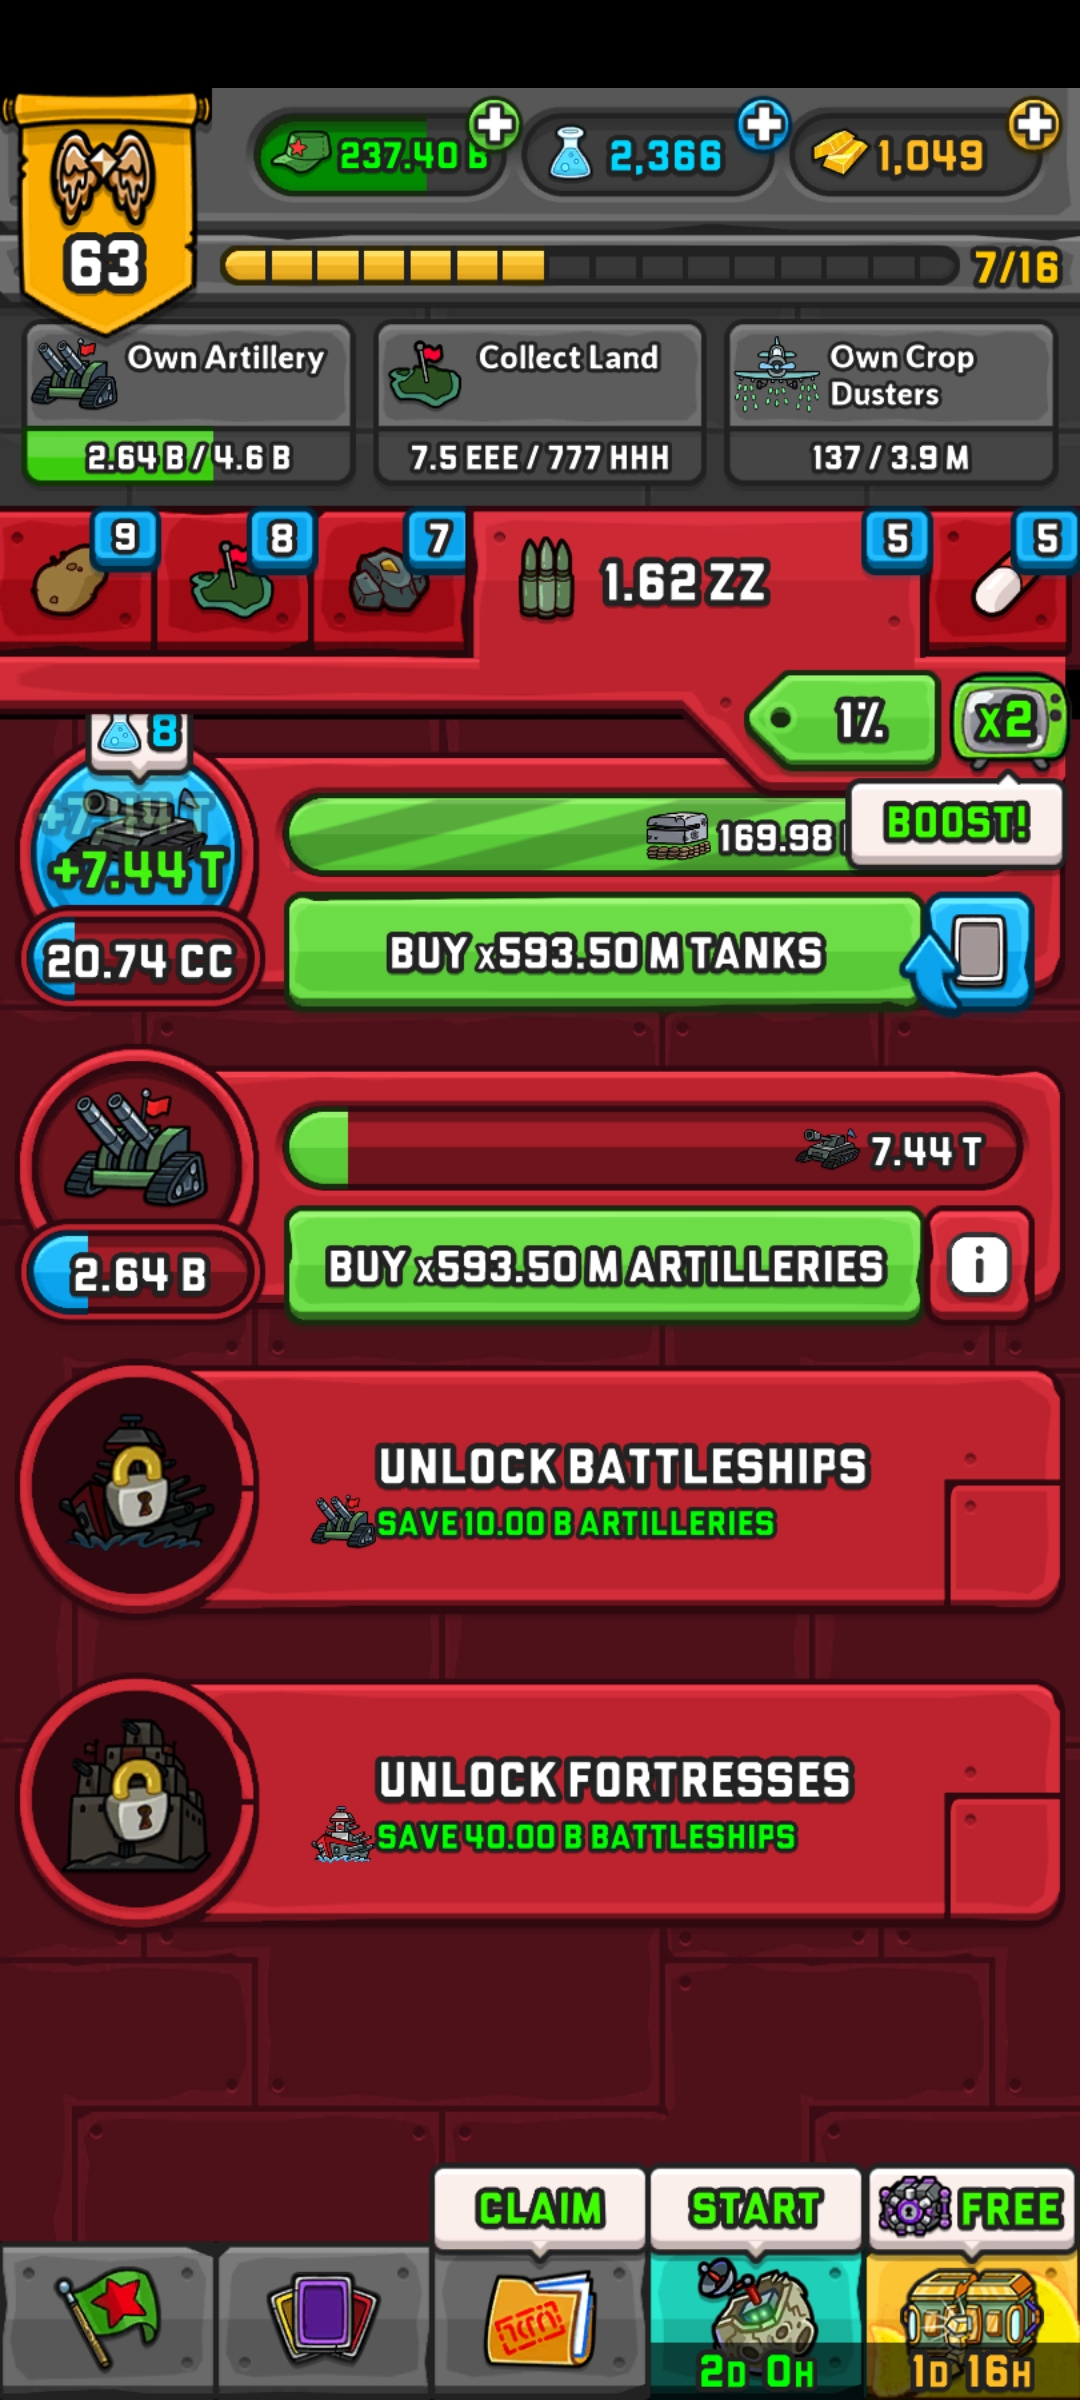 237.40 B
2,366
1,049
63
7/16
Own Artillery
2.64 B / 4.6 B
Collect Land
7.5 EEE / 777 HHH
Own Crop
Dusters
137 / 3.9 M
9
8
7
1.62 ZZ
5
5
1%
x2
BOOST!
8
+7.44 T
+7.44 T
169.98
20.74 CC
BUY x593.50 M TANKS
7.44 T
2.64 B
BUY x593.50 M ARTILLERIES
i
UNLOCK BATTLESHIPS
SAVE 10.00 B ARTILLERIES
UNLOCK FORTRESSES
SAVE 40.00 B BATTLESHIPS
CLAIM
START
FREE
2D 0H
1D 16H